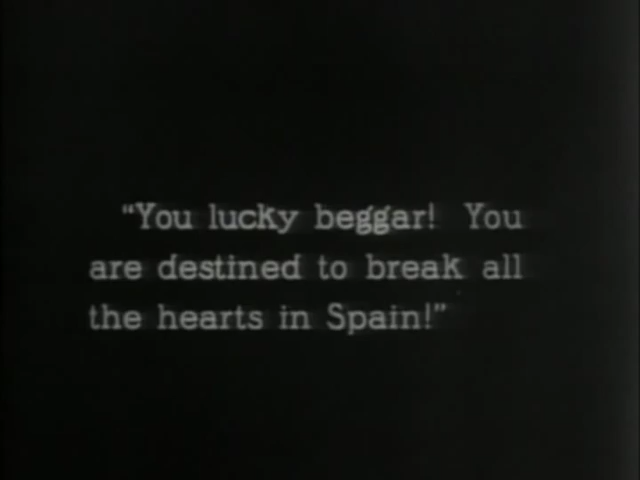 “You lucky beggar! You
are destined to break all
the hearts in Spain!”